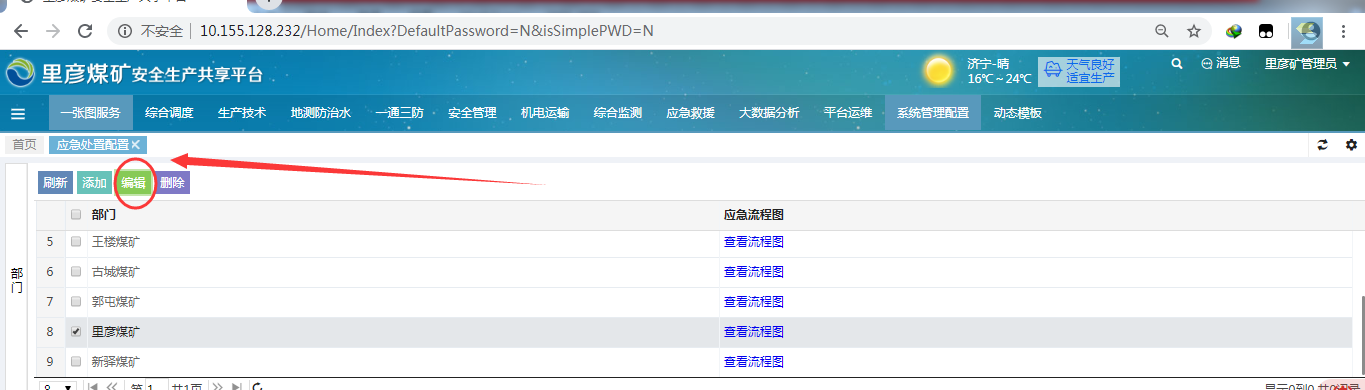 不安全 10.155.128.232/Home/Index?DefaultPassword=N&isSimplePWD=N
里彦煤矿安全生产共享平台
济宁-晴
16℃~24℃
天气良好
适宜生产
消息
里彦矿管理员
一张图服务 综合调度 生产技术 地测防治水 一通三防 安全管理 机电运输 综合监测 应急救援 大数据分析 平台运维 系统管理配置 动态模板
首页 应急处置配置
刷新 添加 编辑 删除
部门
部门 应急流程图
5 王楼煤矿 查看流程图
6 古城煤矿 查看流程图
7 郭屯煤矿 查看流程图
8 里彦煤矿 查看流程图
9 新驿煤矿 查看流程图
8 第 1 共1页